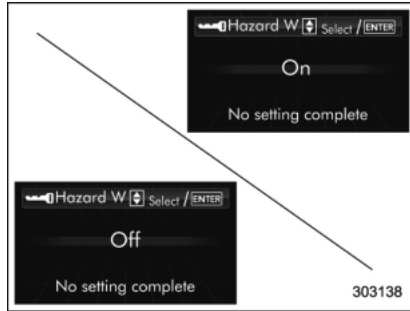 Hazard W Select / ENTER
On
No setting complete
Hazard W Select / ENTER
Off
No setting complete
303138